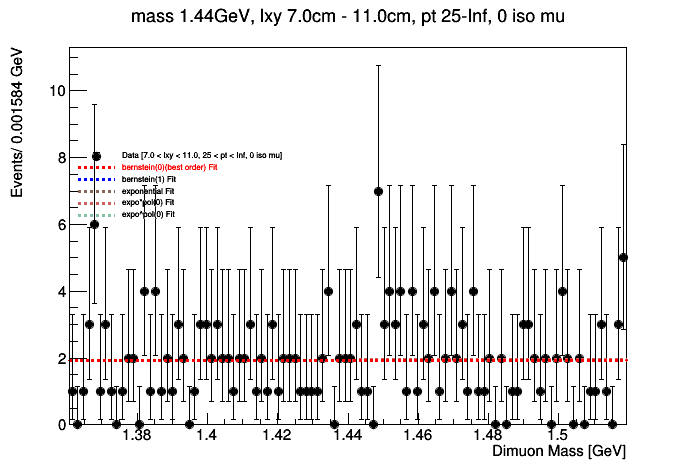 mass 1.44GeV, lxy 7.0cm - 11.0cm, pt 25-Inf, 0 iso mu
Events/ 0.001584 GeV
10
8
6
4
2
0
Data [7.0 < lxy < 11.0, 25 < pt < Inf, 0 iso mu]
bernstein(0)(best order) Fit
bernstein(1) Fit
exponential Fit
expo*pol(0) Fit
expo^pol(0) Fit
1.38
1.4
1.42
1.44
1.46
1.48
1.5
Dimuon Mass [GeV]